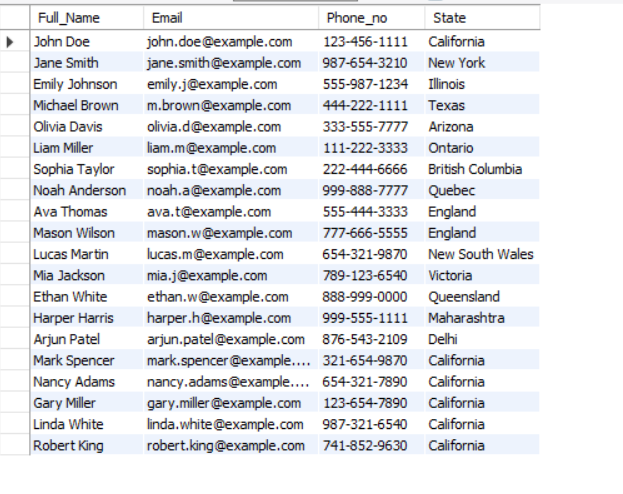 Full_Name Email Phone_no State
John Doe john.doe@example.com 123-456-1111 California
Jane Smith jane.smith@example.com 987-654-3210 New York
Emily Johnson emily.j@example.com 555-987-1234 Illinois
Michael Brown m.brown@example.com 444-222-1111 Texas
Olivia Davis olivia.d@example.com 333-555-7777 Arizona
Liam Miller liam.m@example.com 111-222-3333 Ontario
Sophia Taylor sophia.t@example.com 222-444-6666 British Columbia
Noah Anderson noah.a@example.com 999-888-7777 Quebec
Ava Thomas ava.t@example.com 555-444-3333 England
Mason Wilson mason.w@example.com 777-666-5555 England
Lucas Martin lucas.m@example.com 654-321-9870 New South Wales
Mia Jackson mia.j@example.com 789-123-6540 Victoria
Ethan White ethan.w@example.com 888-999-0000 Queensland
Harper Harris harper.h@example.com 999-555-1111 Maharashtra
Arjun Patel arjun.patel@example.com 876-543-2109 Delhi
Mark Spencer mark.spencer@example.... 321-654-9870 California
Nancy Adams nancy.adams@example.... 654-321-7890 California
Gary Miller gary.miller@example.com 123-654-7890 California
Linda White linda.white@example.com 987-321-6540 California
Robert King robert.king@example.com 741-852-9630 California